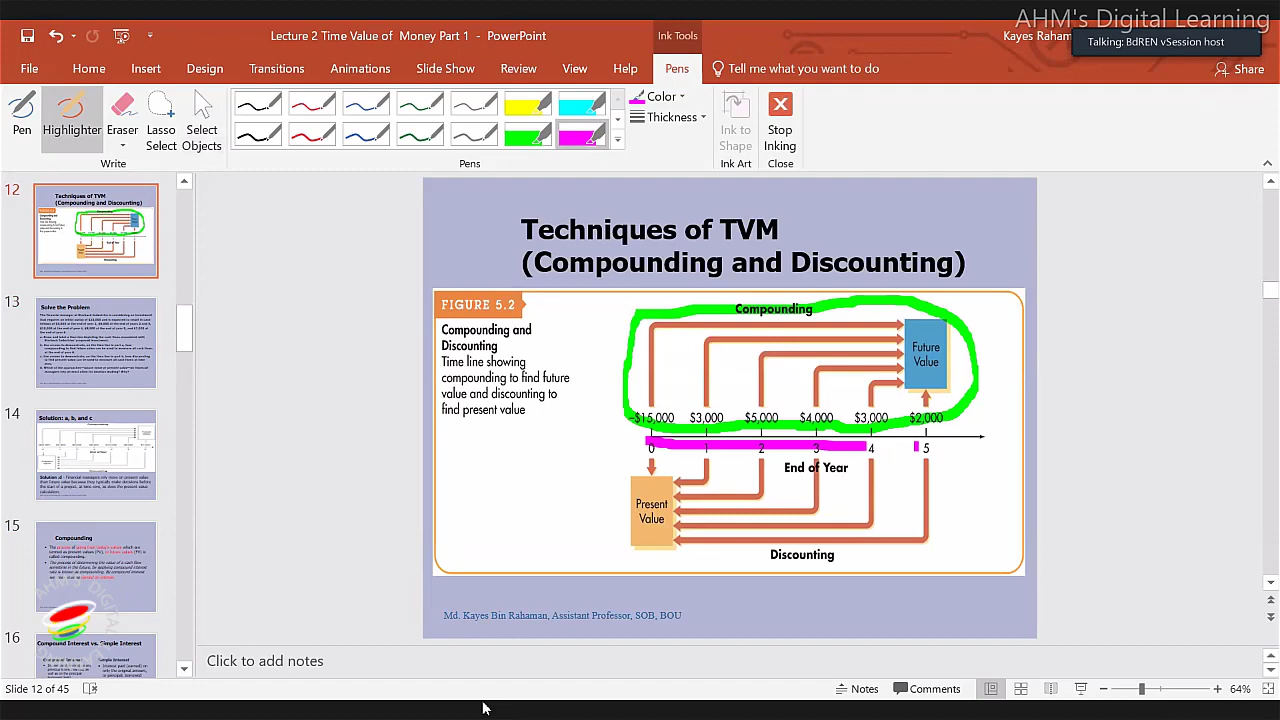 AHM's Digital Learning
Lecture 2 Time Value of Money Part 1 - PowerPoint
Ink Tools
Kayes Raham
Talking: BdREN vSession host
File Home Insert Design Transitions Animations Slide Show Review View Help Pens Tell me what you want to do Share
Pen Highlighter Eraser Lasso Select Select Objects
Color
Thickness
Ink to Shape
Stop Inking
Write Pens Ink Art Close
12
Techniques of TVM
(Compounding and Discounting)
13
Solve the Problem
14
Solution: a, b, and c
15
Compounding
16
Compound Interest vs. Simple Interest
Techniques of TVM
(Compounding and Discounting)
FIGURE 5.2
Compounding and
Discounting
Time line showing
compounding to find future
value and discounting to
find present value
Compounding
Future
Value
–$15,000 $3,000 $5,000 $4,000 $3,000 $2,000
0 1 2 3 4 5
End of Year
Present
Value
Discounting
Md. Kayes Bin Rahaman, Assistant Professor, SOB, BOU
Click to add notes
Slide 12 of 45
Notes Comments 64%